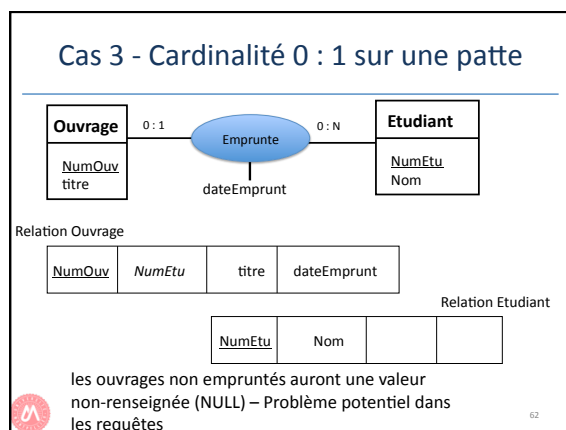 Cas 3 - Cardinalité 0 : 1 sur une patte
Ouvrage
0 : 1
Emprunte
0 : N
Etudiant
NumOuv
titre
dateEmprunt
NumEtu
Nom
Relation Ouvrage
NumOuv NumEtu titre dateEmprunt
Relation Etudiant
NumEtu Nom
les ouvrages non empruntés auront une valeur
non-renseignée (NULL) – Problème potentiel dans
les requêtes
62